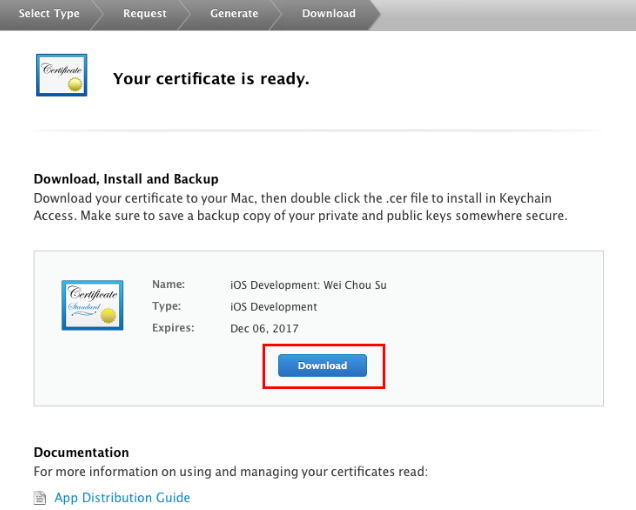 Select Type Request Generate Download
Certificate
Your certificate is ready.
Download, Install and Backup
Download your certificate to your Mac, then double click the .cer file to install in Keychain
Access. Make sure to save a backup copy of your private and public keys somewhere secure.
Certificate
Standard
Name: iOS Development: Wei Chou Su
Type: iOS Development
Expires: Dec 06, 2017
Download
Documentation
For more information on using and managing your certificates read:
App Distribution Guide